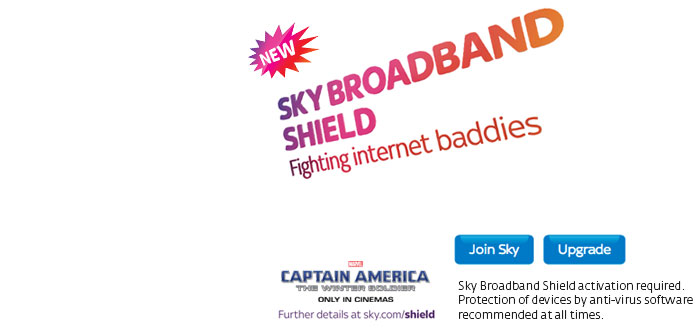 NEW
SKY BROADBAND
SHIELD
Fighting internet baddies
Join Sky
Upgrade
MARVEL
CAPTAIN AMERICA
THE WINTER SOLDIER
ONLY IN CINEMAS
Further details at sky.com/shield
Sky Broadband Shield activation required.
Protection of devices by anti-virus software
recommended at all times.